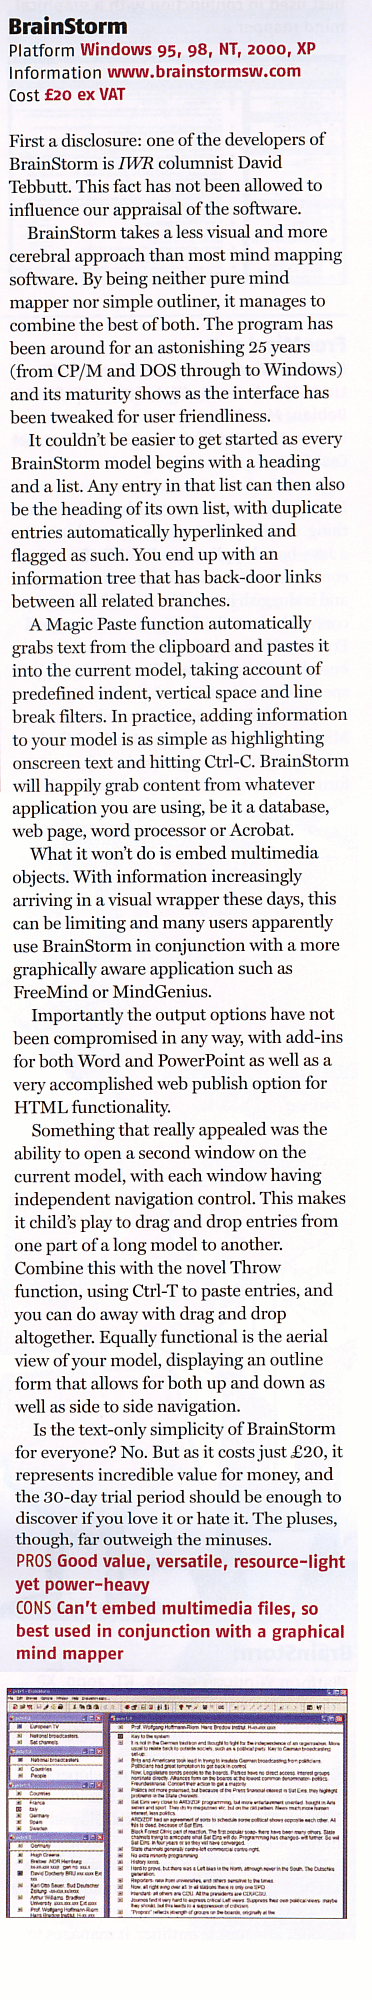 BrainStorm
Platform Windows 95, 98, NT, 2000, XP
Information www.brainstormsw.com
Cost £20 ex VAT
First a disclosure: one of the developers of
BrainStorm is IWR columnist David
Tebbutt. This fact has not been allowed to
influence our appraisal of the software.
BrainStorm takes a less visual and more
cerebral approach than most mind mapping
software. By being neither pure mind
mapper nor simple outliner, it manages to
combine the best of both. The program has
been around for an astonishing 25 years
(from CP/M and DOS through to Windows)
and its maturity shows as the interface has
been tweaked for user friendliness.
It couldn't be easier to get started as every
BrainStorm model begins with a heading
and a list. Any entry in that list can then also
be the heading of its own list, with duplicate
entries automatically hyperlinked and
flagged as such. You end up with an
information tree that has back-door links
between all related branches.
A Magic Paste function automatically
grabs text from the clipboard and pastes it
into the current model, taking account of
predefined indent, vertical space and line
break filters. In practice, adding information
to your model is as simple as highlighting
onscreen text and hitting Ctrl-C. BrainStorm
will happily grab content from whatever
application you are using, be it a database,
web page, word processor or Acrobat.
What it won't do is embed multimedia
objects. With information increasingly
arriving in a visual wrapper these days, this
can be limiting and many users apparently
use BrainStorm in conjunction with a more
graphically aware application such as
FreeMind or MindGenius.
Importantly the output options have not
been compromised in any way, with add-ins
for both Word and PowerPoint as well as a
very accomplished web publish option for
HTML functionality.
Something that really appealed was the
ability to open a second window on the
current model, with each window having
independent navigation control. This makes
it child's play to drag and drop entries from
one part of a long model to another.
Combine this with the novel Throw
function, using Ctrl-T to paste entries, and
you can do away with drag and drop
altogether. Equally functional is the aerial
view of your model, displaying an outline
form that allows for both up and down as
well as side to side navigation.
Is the text-only simplicity of BrainStorm
for everyone? No. But as it costs just £20, it
represents incredible value for money, and
the 30-day trial period should be enough to
discover if you love it or hate it. The pluses,
though, far outweigh the minuses.
PROS Good value, versatile, resource-light
yet power-heavy
CONS Can't embed multimedia files, so
best used in conjunction with a graphical
mind mapper
European TV
National broadcasters
Sat channels
National broadcasters
Countries
People
Countries
France
Italy
Germany
Spain
Sweden
Germany
Hugh Greene
Key to the system